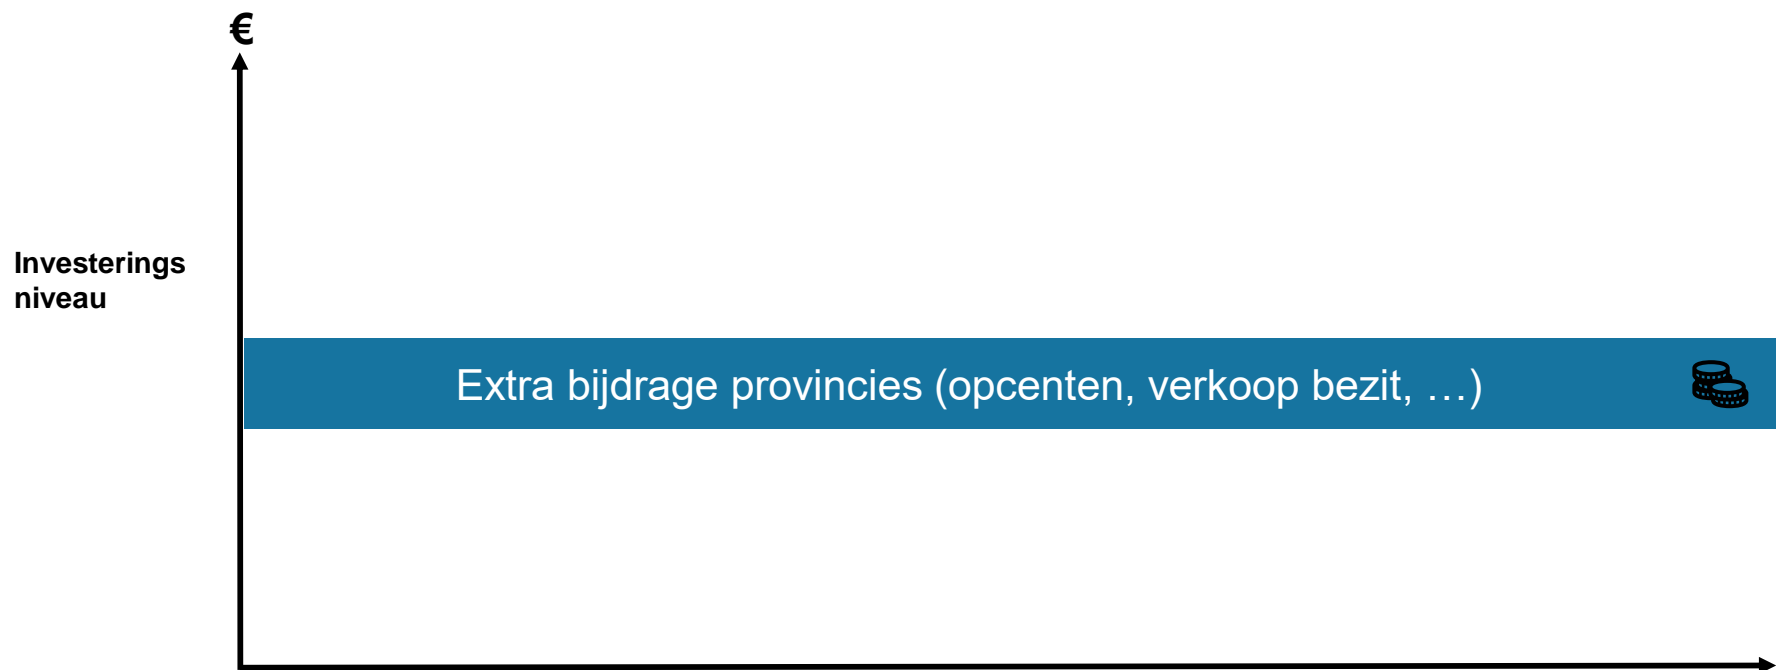 €
Investerings
niveau
Extra bijdrage provincies (opcenten, verkoop bezit, …)